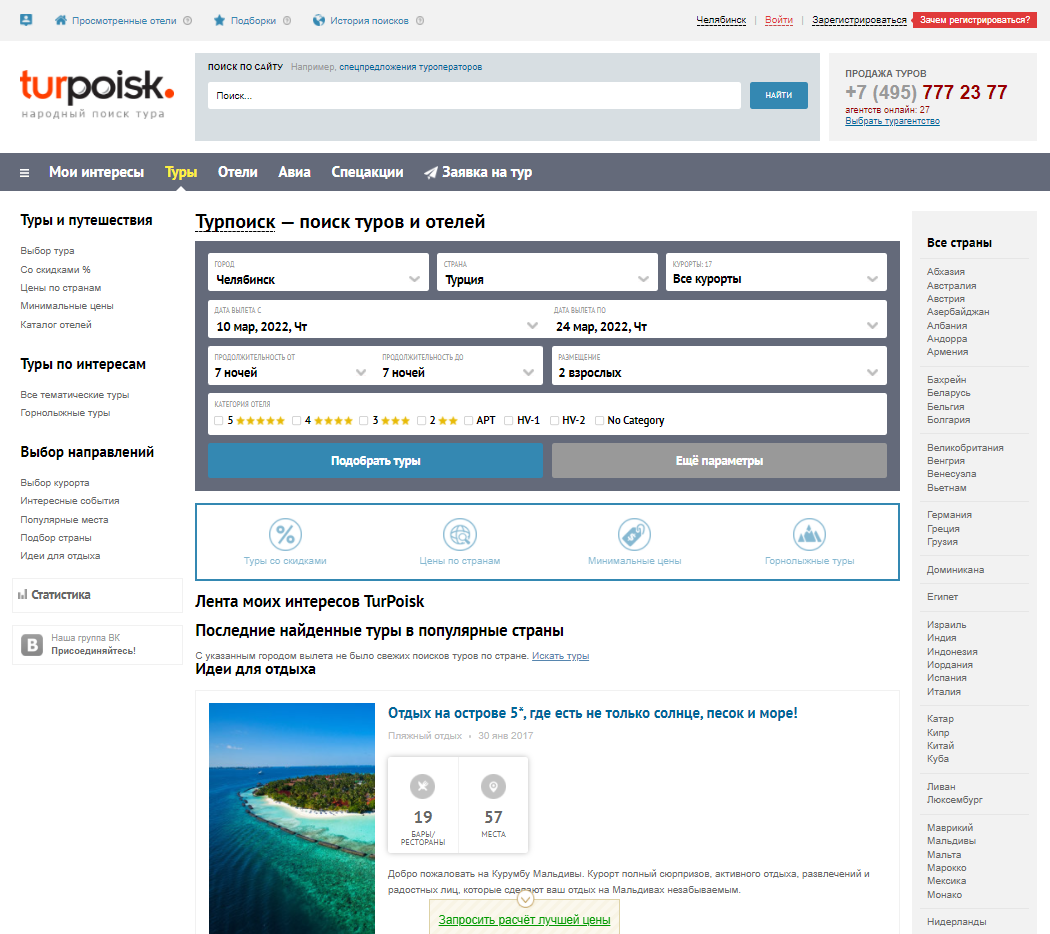 Просмотренные отели
Подборки
История поисков
Челябинск
Войти
Зарегистрироваться
Зачем регистрироваться?
turpoisk.
народный поиск тура
ПОИСК ПО САЙТУ Например, спецпредложения туроператоров
Поиск...
НАЙТИ
ПРОДАЖА ТУРОВ
+7 (495) 777 23 77
агентств онлайн: 27
Выбрать турагентство
Мои интересы
Туры
Отели
Авиа
Спецакции
Заявка на тур
Туры и путешествия
Выбор тура
Со скидками %
Цены по странам
Минимальные цены
Каталог отелей
Туры по интересам
Все тематические туры
Горнолыжные туры
Выбор направлений
Выбор курорта
Интересные события
Популярные места
Подбор страны
Идеи для отдыха
Статистика
Наша группа ВК
Присоединяйтесь!
Турпоиск — поиск туров и отелей
ГОРОД
Челябинск
СТРАНА
Турция
КУРОРТЫ: 17
Все курорты
ДАТА ВЫЛЕТА С
10 мар, 2022, Чт
ДАТА ВЫЛЕТА ПО
24 мар, 2022, Чт
ПРОДОЛЖИТЕЛЬНОСТЬ ОТ
7 ночей
ПРОДОЛЖИТЕЛЬНОСТЬ ДО
7 ночей
РАЗМЕЩЕНИЕ
2 взрослых
КАТЕГОРИЯ ОТЕЛЯ
5 4 3 2 APT HV-1 HV-2 No Category
Подобрать туры
Ещё параметры
Туры со скидками
Цены по странам
Минимальные цены
Горнолыжные туры
Лента моих интересов TurPoisk
Последние найденные туры в популярные страны
С указанным городом вылета не было свежих поисков туров по стране. Искать туры
Идеи для отдыха
Отдых на острове 5*, где есть не только солнце, песок и море!
Пляжный отдых • 30 янв 2017
19
БАРЫ/
РЕСТОРАНЫ
57
МЕСТА
Добро пожаловать на Курумбу Мальдивы. Курорт полный сюрпризов, активного отдыха, развлечений и
радостных лиц, которые сделают ваш отдых на Мальдивах незабываемым.
Запросить расчёт лучшей цены
Все страны
Абхазия
Австралия
Австрия
Азербайджан
Албания
Андорра
Армения
Бахрейн
Беларусь
Бельгия
Болгария
Великобритания
Венгрия
Венесуэла
Вьетнам
Германия
Греция
Грузия
Доминикана
Египет
Израиль
Индия
Индонезия
Иордания
Испания
Италия
Катар
Кипр
Китай
Куба
Ливан
Люксембург
Маврикий
Мальдивы
Мальта
Марокко
Мексика
Монако
Нидерланды